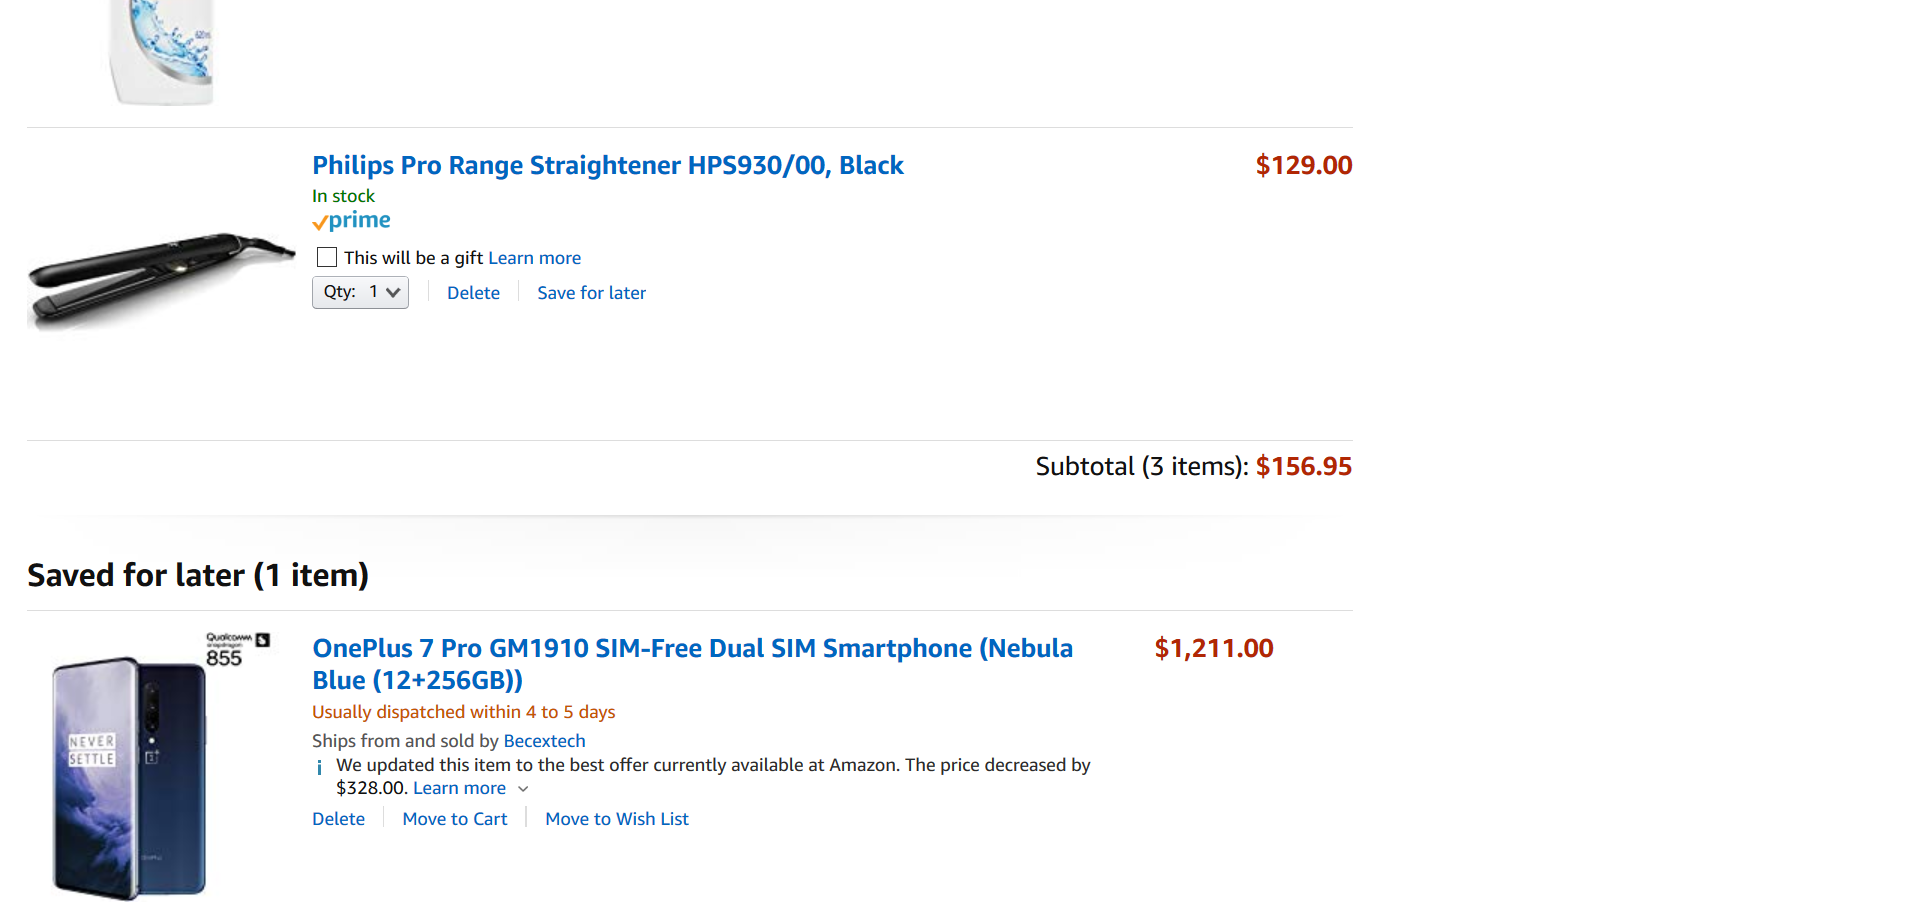 Philips Pro Range Straightener HPS930/00, Black
$129.00
In stock
prime
This will be a gift Learn more
Qty: 1
Delete
Save for later
Subtotal (3 items): $156.95
Saved for later (1 item)
Qualcomm
snapdragon
855
NEVER
SETTLE
OnePlus 7 Pro GM1910 SIM-Free Dual SIM Smartphone (Nebula
Blue (12+256GB))
$1,211.00
Usually dispatched within 4 to 5 days
Ships from and sold by Becextech
We updated this item to the best offer currently available at Amazon. The price decreased by
$328.00. Learn more
Delete
Move to Cart
Move to Wish List